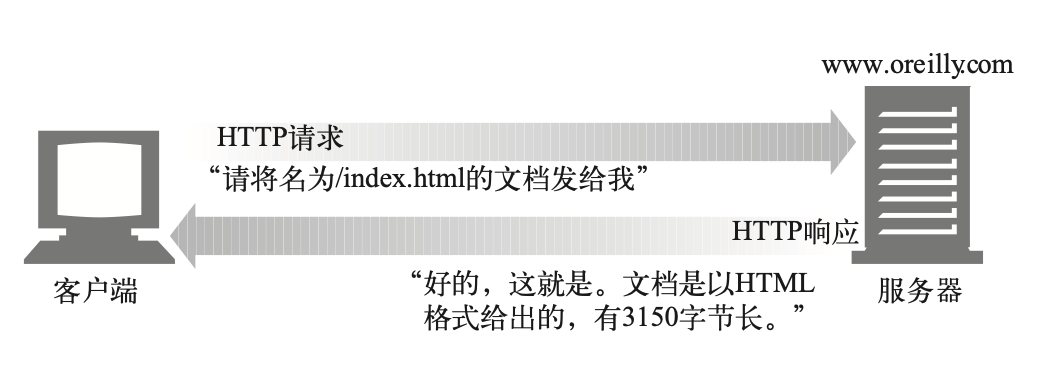 www.oreilly.com
HTTP请求
“请将名为/index.html的文档发给我”
HTTP响应
“好的，这就是。文档是以HTML
格式给出的，有3150字节长。”
客户端
服务器